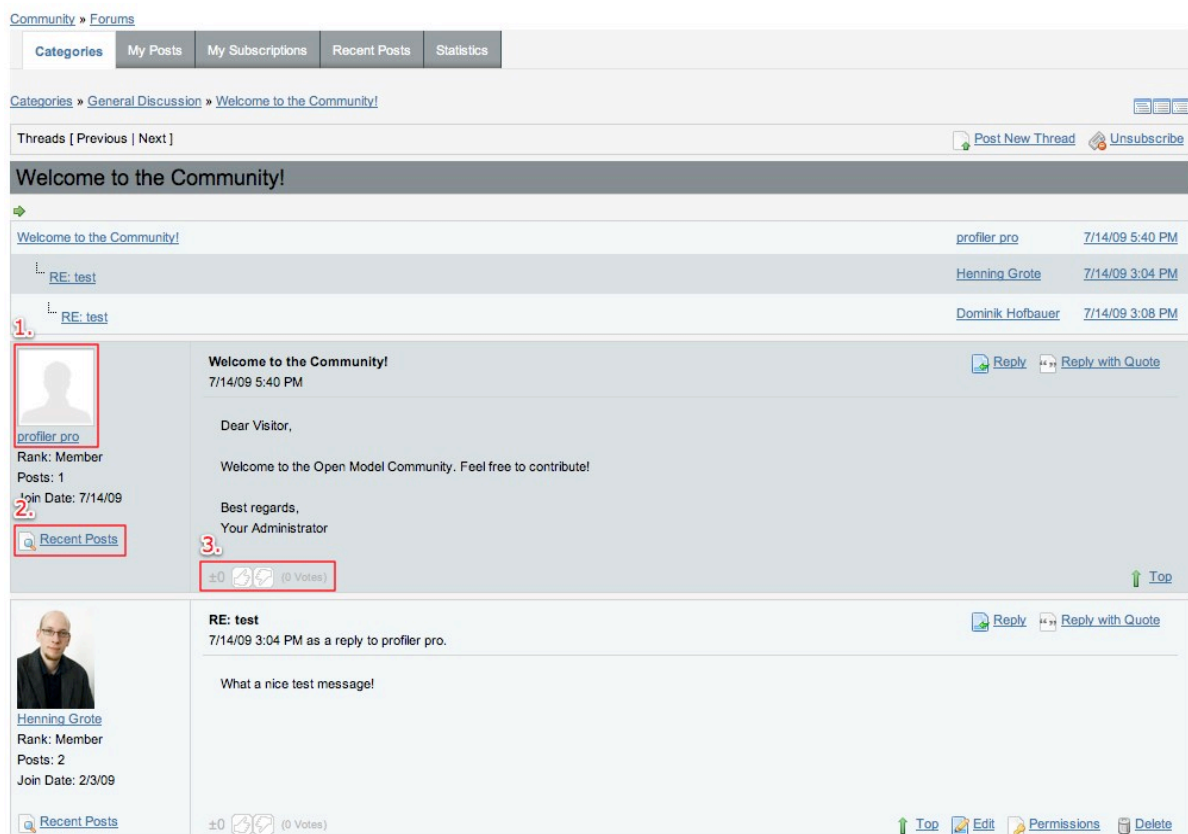 Community » Forums
Categories My Posts My Subscriptions Recent Posts Statistics
Categories » General Discussion » Welcome to the Community!
Threads [ Previous | Next ] Post New Thread Unsubscribe
Welcome to the Community!
Welcome to the Community! profiler pro 7/14/09 5:40 PM
RE: test Henning Grote 7/14/09 3:04 PM
RE: test Dominik Hofbauer 7/14/09 3:08 PM
1.
profiler pro
Rank: Member
Posts: 1
Join Date: 7/14/09
2.
Recent Posts
Welcome to the Community! Reply Reply with Quote
7/14/09 5:40 PM
Dear Visitor,
Welcome to the Open Model Community. Feel free to contribute!
Best regards,
Your Administrator
3.
±0 (0 Votes) Top
Henning Grote
Rank: Member
Posts: 2
Join Date: 2/3/09
Recent Posts
RE: test Reply Reply with Quote
7/14/09 3:04 PM as a reply to profiler pro.
What a nice test message!
±0 (0 Votes) Top Edit Permissions Delete